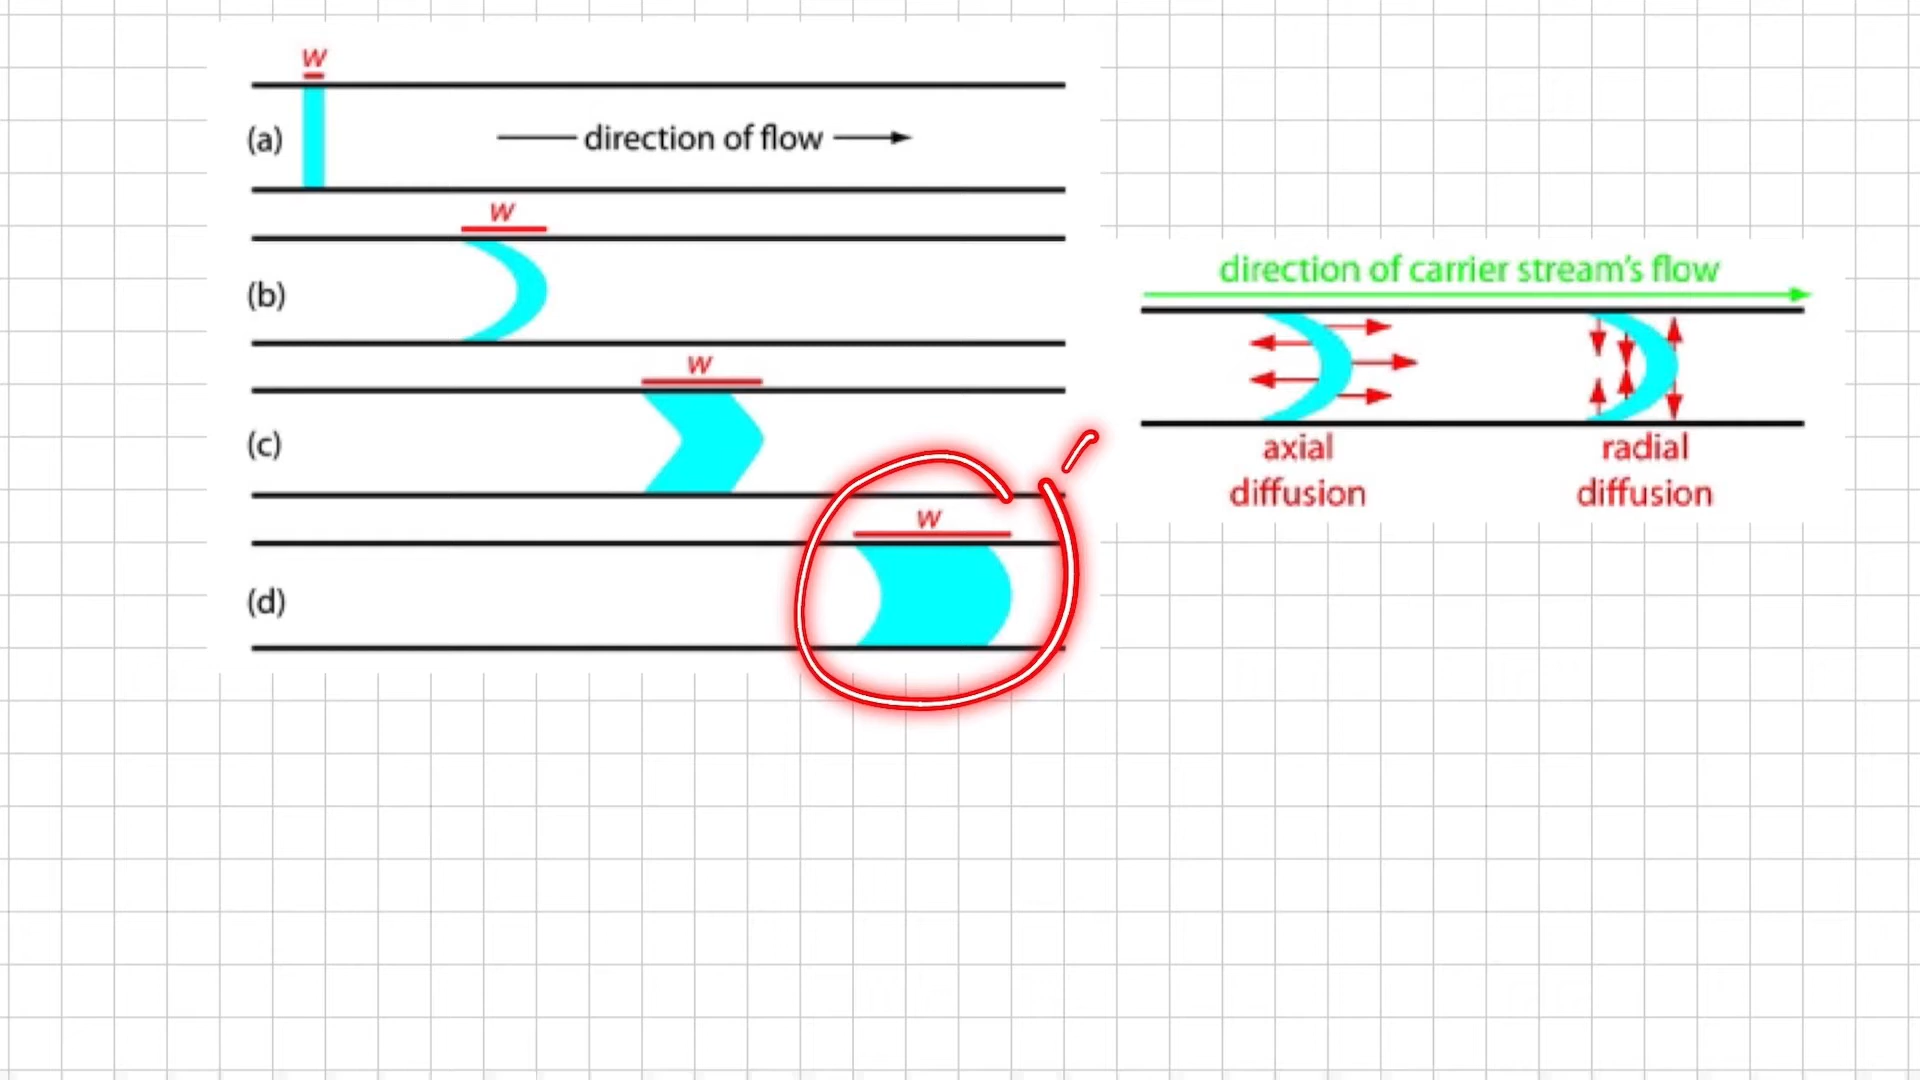 w
(a) direction of flow
w
(b)
w
(c)
w
(d)
direction of carrier stream's flow
axial
diffusion
radial
diffusion